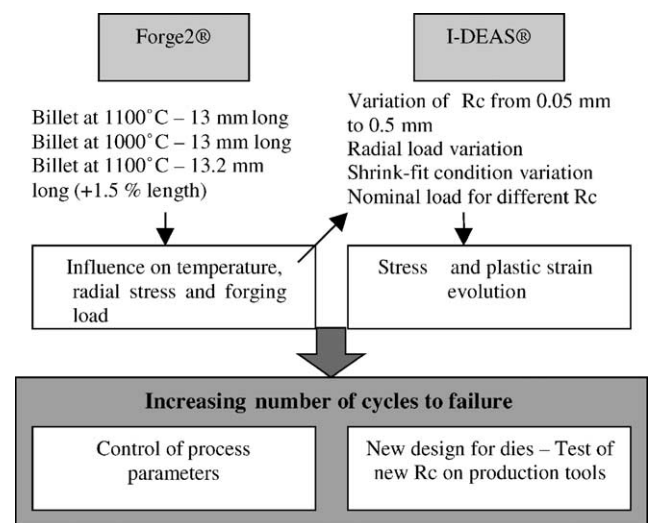 Forge2®
I-DEAS®
Billet at 1100°C – 13 mm long
Billet at 1000°C – 13 mm long
Billet at 1100°C – 13.2 mm
long (+1.5 % length)
Variation of Rc from 0.05 mm
to 0.5 mm
Radial load variation
Shrink-fit condition variation
Nominal load for different Rc
Influence on temperature,
radial stress and forging
load
Stress and plastic strain
evolution
Increasing number of cycles to failure
Control of process
parameters
New design for dies – Test of
new Rc on production tools